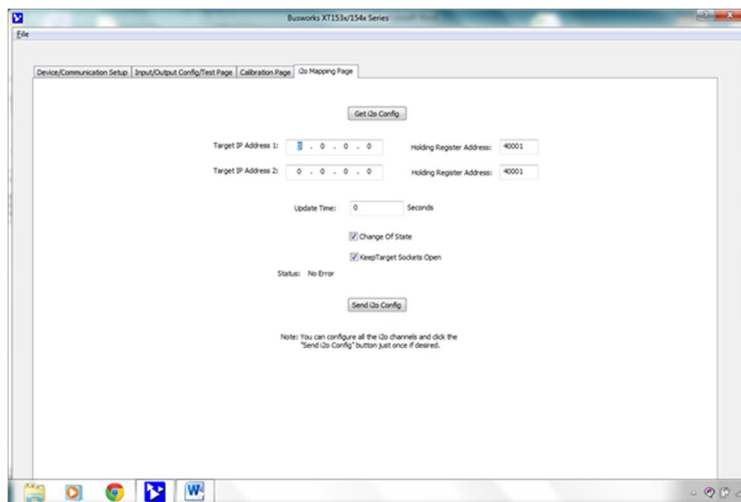 Busworks XT153x/154x Series
File
Device/Communication Setup Input/Output Config/Test Page Calibration Page i2o Mapping Page
Get i2o Config
Target IP Address 1: 0 . 0 . 0 . 0 Holding Register Address: 40001
Target IP Address 2: 0 . 0 . 0 . 0 Holding Register Address: 40001
Update Time: 0 Seconds
Change Of State
KeepTarget Sockets Open
Status: No Error
Send i2o Config
Note: You can configure all the i2o channels and click the
"Send i2o Config" button just once if desired.